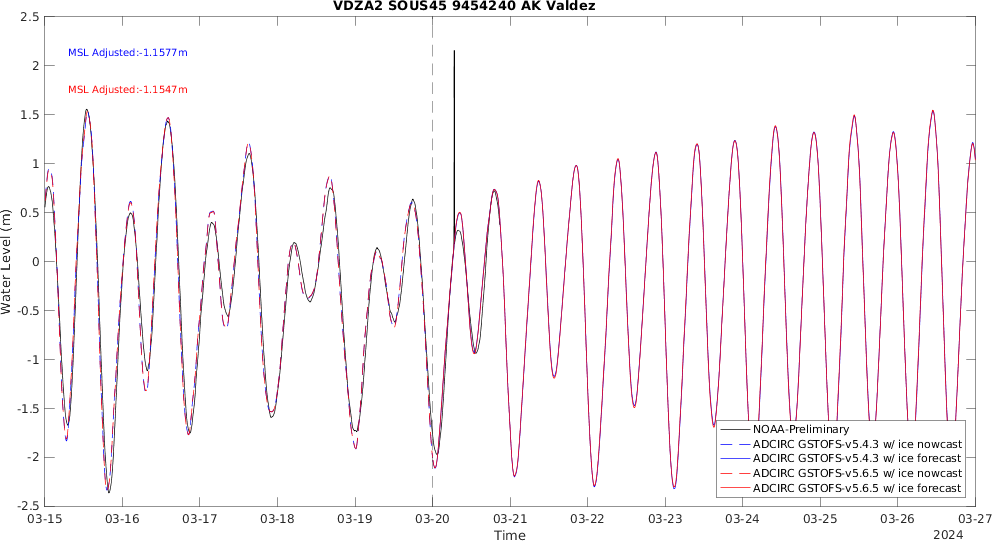 VDZA2 SOUS45 9454240 AK Valdez
MSL Adjusted:-1.1577m
MSL Adjusted:-1.1547m
Water Level (m)
2.5
2
1.5
1
0.5
0
-0.5
-1
-1.5
-2
-2.5
NOAA-Preliminary
ADCIRC GSTOFS-v5.4.3 w/ ice nowcast
ADCIRC GSTOFS-v5.4.3 w/ ice forecast
ADCIRC GSTOFS-v5.6.5 w/ ice nowcast
ADCIRC GSTOFS-v5.6.5 w/ ice forecast
03-15 03-16 03-17 03-18 03-19 03-20 03-21 03-22 03-23 03-24 03-25 03-26 03-27
Time
2024